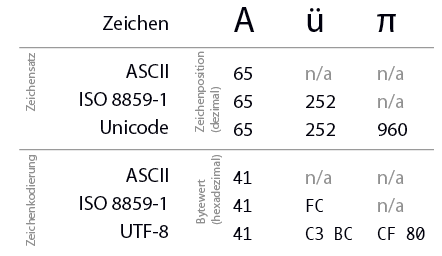 Zeichen A ü π
Zeichensatz
Zeichenposition
(dezimal)
ASCII 65 n/a n/a
ISO 8859-1 65 252 n/a
Unicode 65 252 960
Zeichenkodierung
Bytewert
(hexadezimal)
ASCII 41 n/a n/a
ISO 8859-1 41 FC n/a
UTF-8 41 C3 BC CF 80